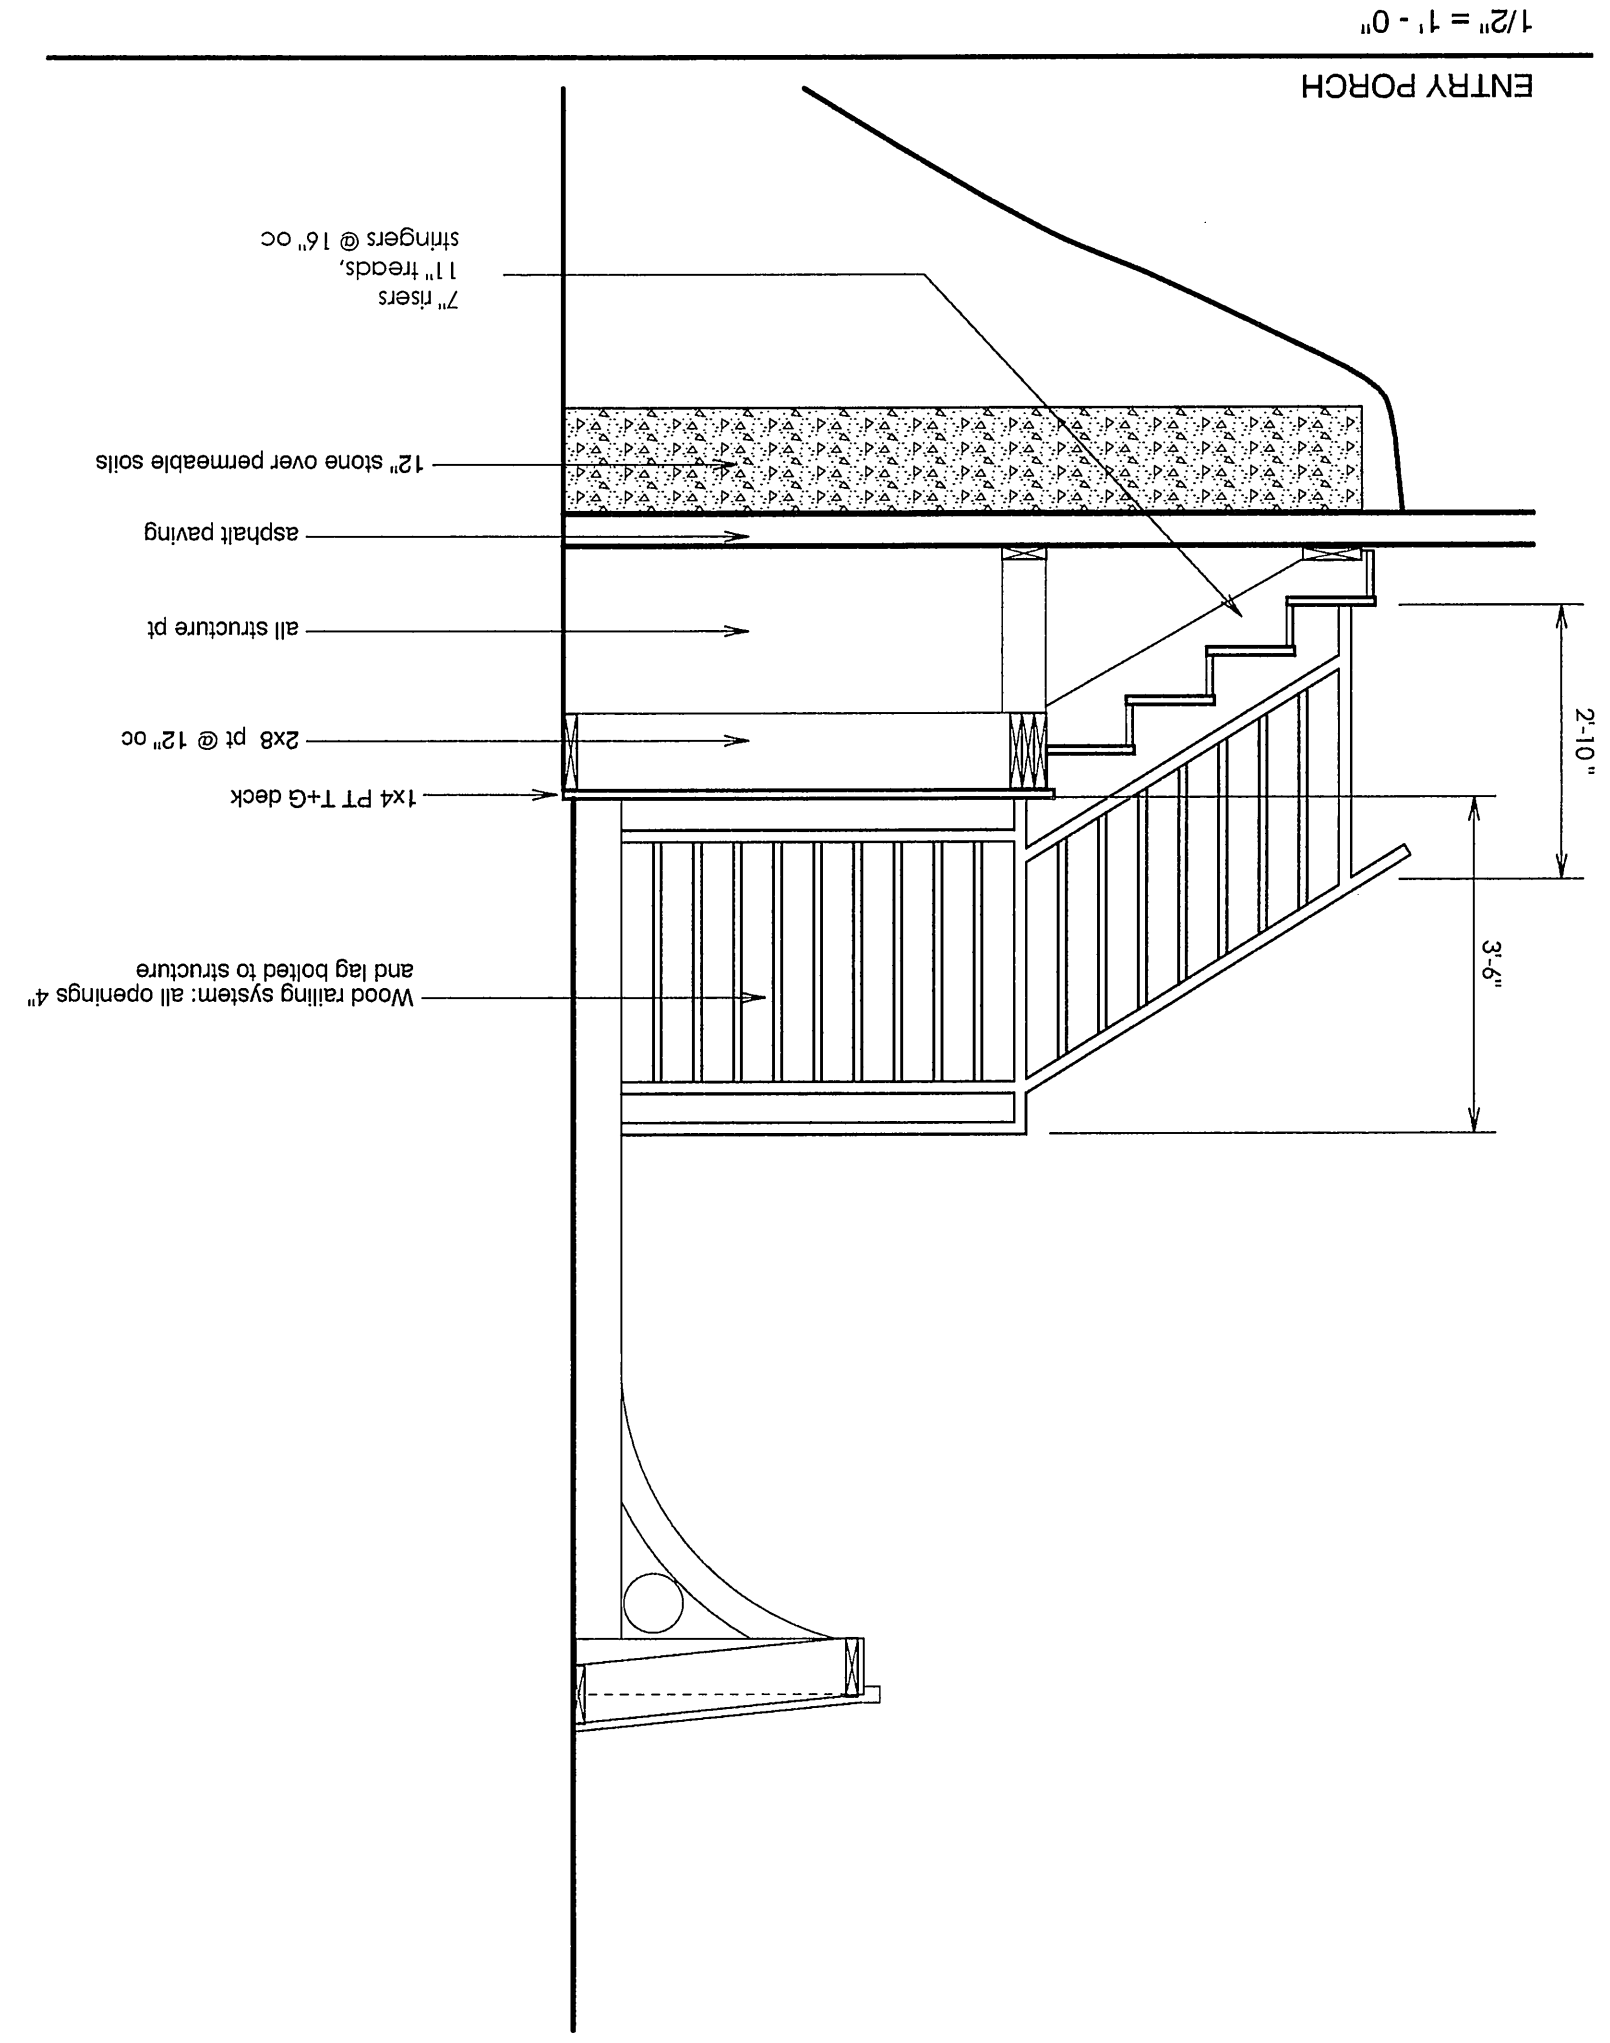 Wood railing system: all openings 4"
and lag bolted to structure
3'-6"
2'-10"
1x4 PT T+G deck
2x8 pt @ 12" oc
all structure pt
asphalt paving
12" stone over permeable soils
7" risers
11" treads,
stringers @ 16" oc
ENTRY PORCH
1/2" = 1' - 0"